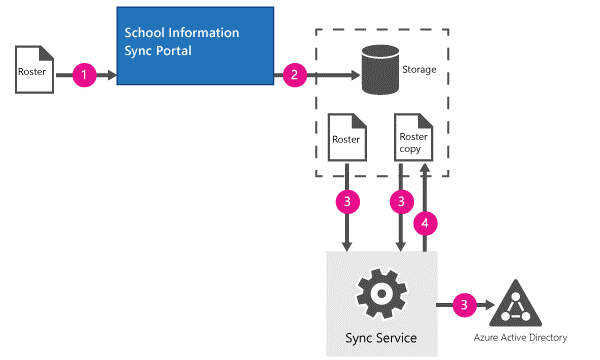 School Information
Sync Portal
Roster
1
2
Storage
Roster
Roster
copy
3
3
4
Sync Service
3
Azure Active Directory